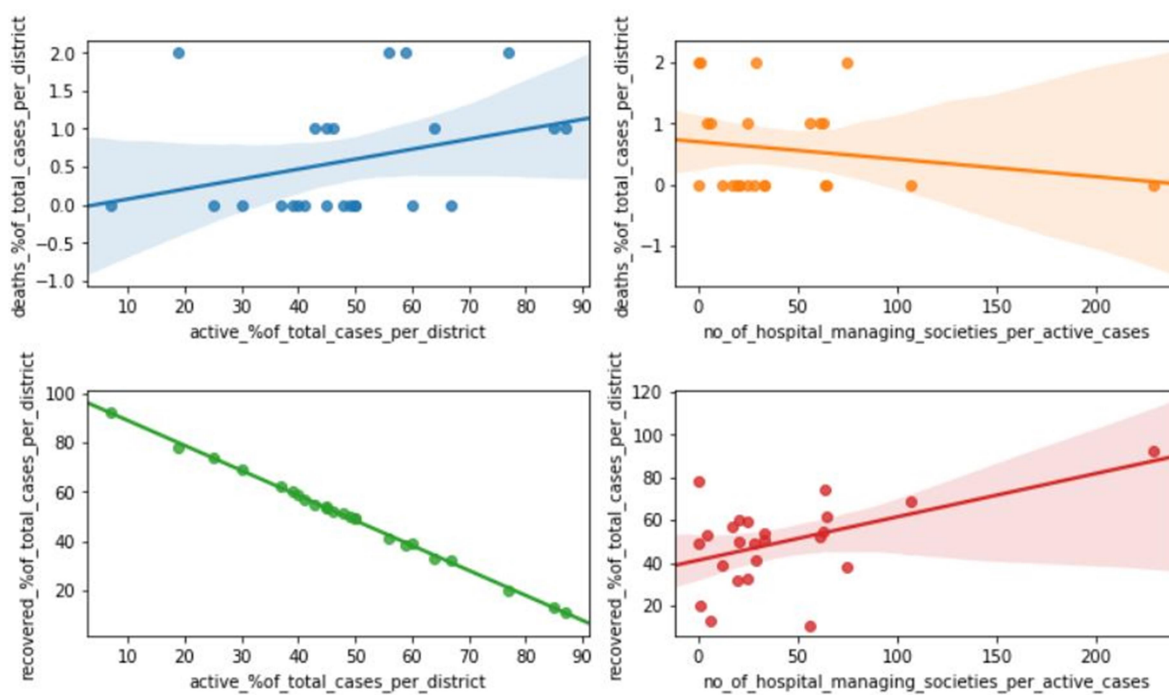 deaths_%of_total_cases_per_district
2.0
1.5
1.0
0.5
0.0
−0.5
−1.0
10 20 30 40 50 60 70 80 90
active_%of_total_cases_per_district
deaths_%of_total_cases_per_district
2
1
0
−1
0 50 100 150 200
no_of_hospital_managing_societies_per_active_cases
recovered_%of_total_cases_per_district
100
80
60
40
20
10 20 30 40 50 60 70 80 90
active_%of_total_cases_per_district
recovered_%of_total_cases_per_district
120
100
80
60
40
20
0 50 100 150 200
no_of_hospital_managing_societies_per_active_cases